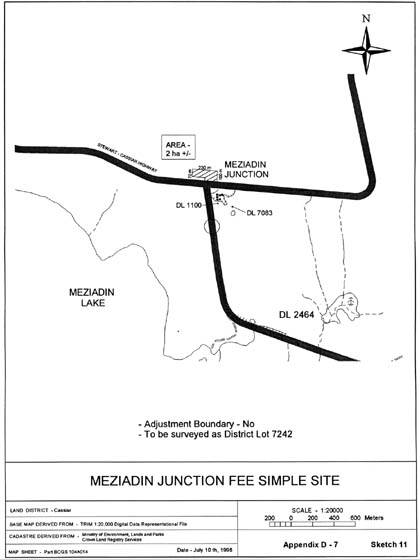 N
STEWART - CASSIAR HIGHWAY
AREA -
2 ha +/-
200 m
MEZIADIN
JUNCTION
DL 1100
DL 7083
MEZIADIN
LAKE
DL 2464
- Adjustment Boundary - No
- To be surveyed as District Lot 7242
MEZIADIN JUNCTION FEE SIMPLE SITE
LAND DISTRICT - Cassiar
BASE MAP DERIVED FROM - TRIM 1:20,000 Digital Data Representational File
CADASTRE DERIVED FROM - Ministry of Environment, Lands and Parks
Crown Land Registry Services
MAP SHEET - Part BCGS 104A014
Date - July 10 th, 1998
SCALE - 1:20000
200 0 200 400 600 Meters
Appendix D - 7
Sketch 11